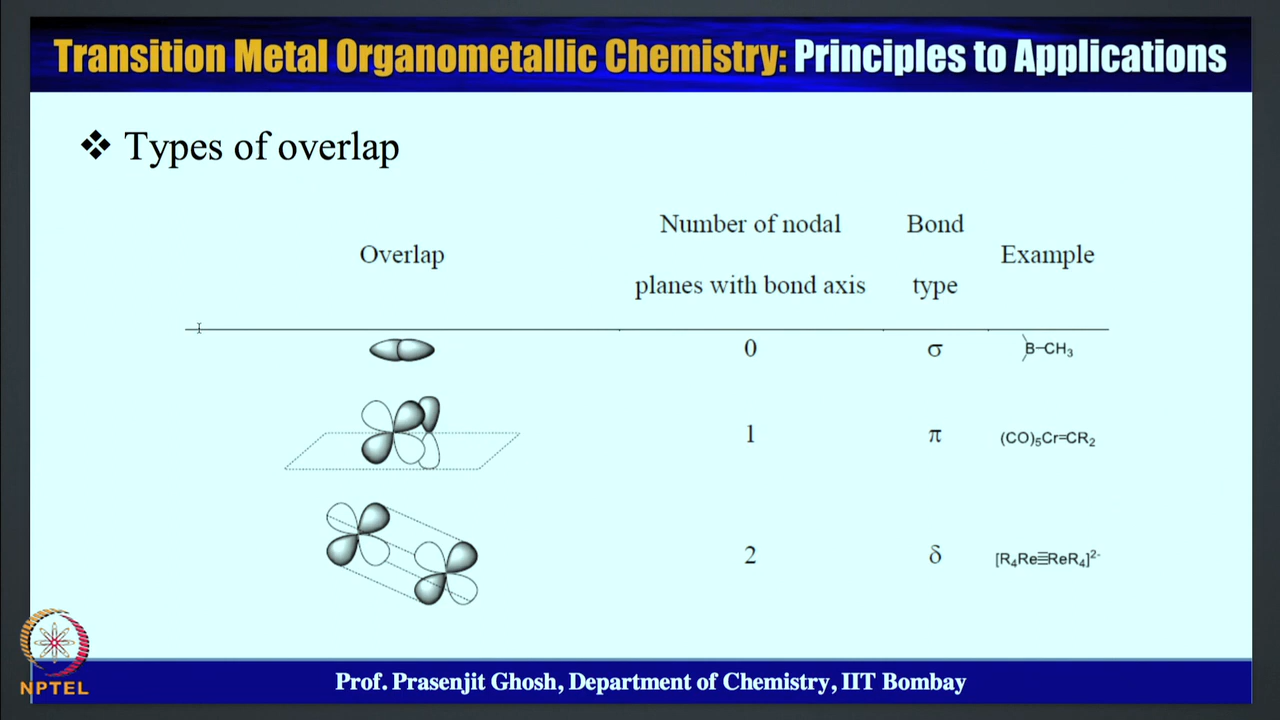 Transition Metal Organometallic Chemistry: Principles to Applications
❖ Types of overlap
Overlap
Number of nodal
planes with bond axis
Bond
type
Example
0 σ B–CH₃
1 π (CO)₅Cr=CR₂
2 δ [R₄Re≣ReR₄]²⁻
NPTEL
Prof. Prasenjit Ghosh, Department of Chemistry, IIT Bombay